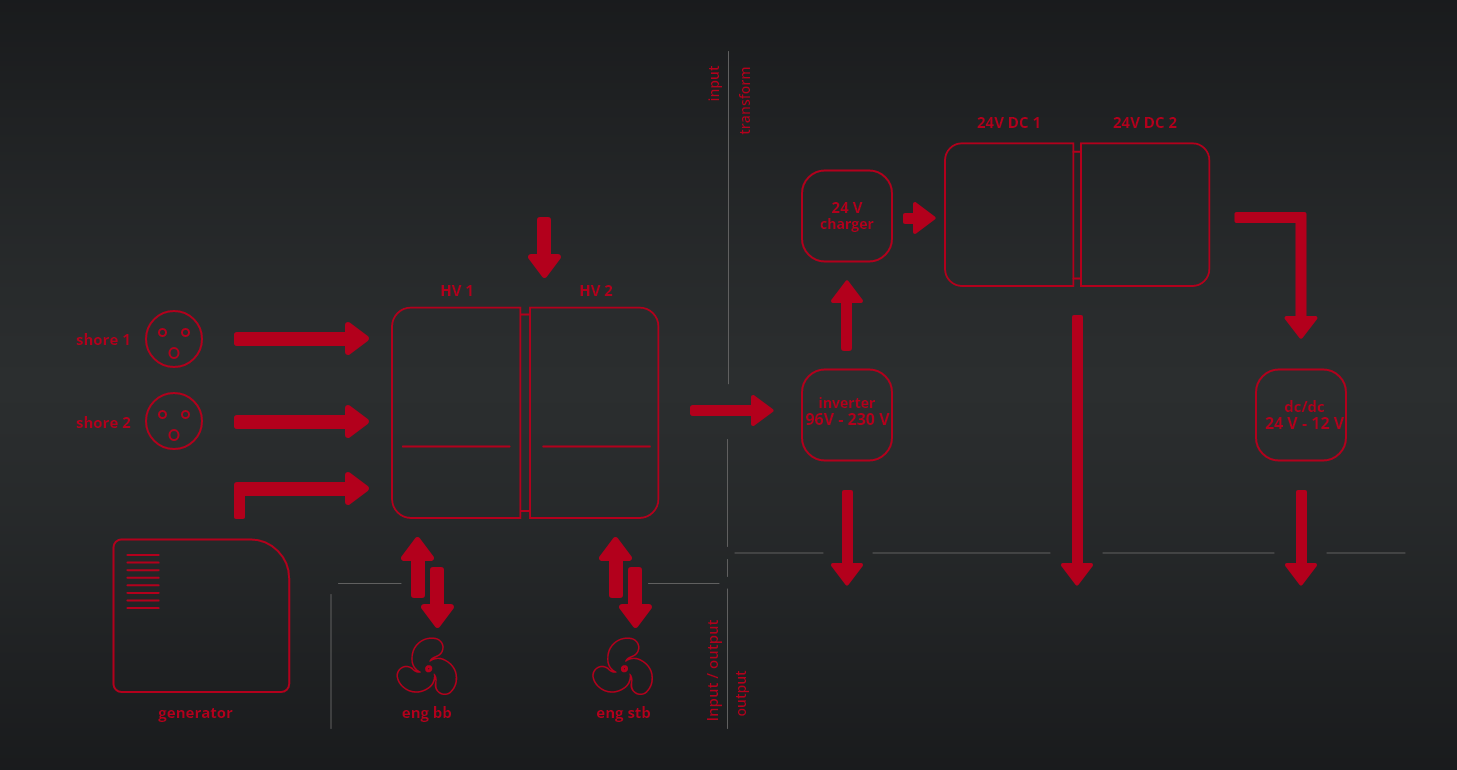 input
transform
24V DC 1
24V DC 2
24 V
charger
HV 1
HV 2
shore 1
shore 2
inverter
96V - 230 V
dc/dc
24 V - 12 V
generator
eng bb
eng stb
Input / output
output